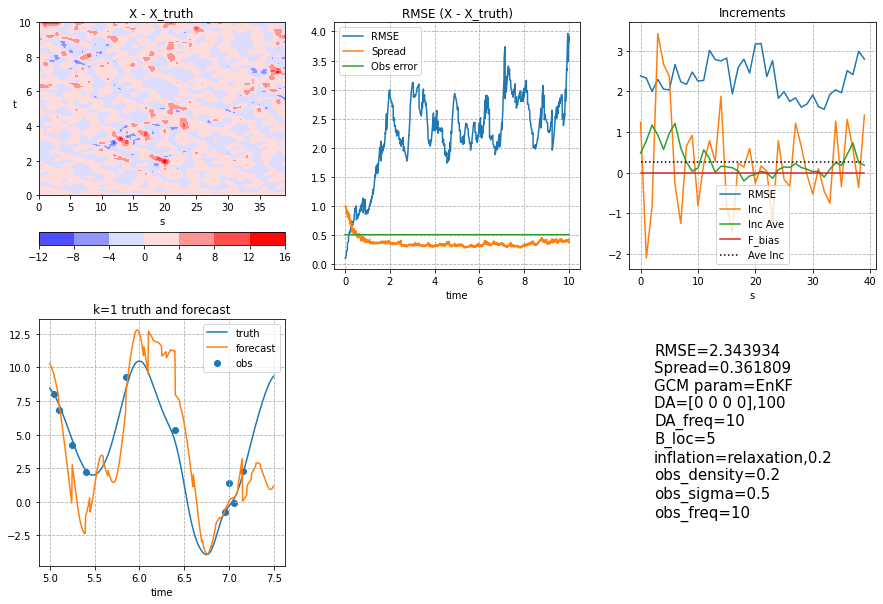 X - X_truth
10
8
6
t
4
2
0
0 5 10 15 20 25 30 35
s
−12 −8 −4 0 4 8 12 16
RMSE (X - X_truth)
RMSE
Spread
Obs error
4.0
3.5
3.0
2.5
2.0
1.5
1.0
0.5
0.0
0 2 4 6 8 10
time
Increments
3
2
1
0
−1
−2
RMSE
Inc
Inc Ave
F_bias
Ave Inc
0 10 20 30 40
s
k=1 truth and forecast
truth
forecast
obs
12.5
10.0
7.5
5.0
2.5
0.0
−2.5
5.0 5.5 6.0 6.5 7.0 7.5
time
RMSE=2.343934
Spread=0.361809
GCM param=EnKF
DA=[0 0 0 0],100
DA_freq=10
B_loc=5
inflation=relaxation,0.2
obs_density=0.2
obs_sigma=0.5
obs_freq=10